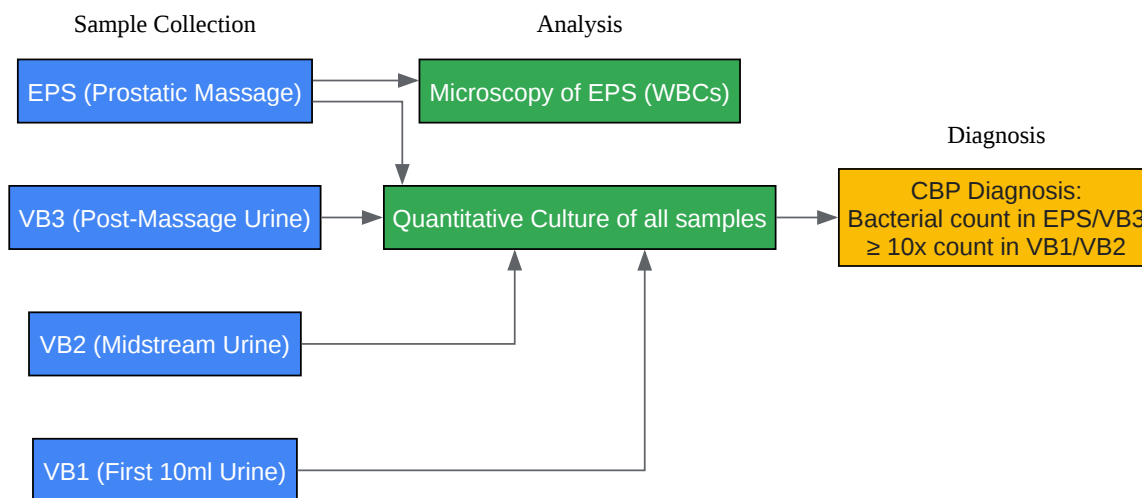 Sample Collection
Analysis
EPS (Prostatic Massage)
Microscopy of EPS (WBCs)
Diagnosis
VB3 (Post-Massage Urine)
Quantitative Culture of all samples
CBP Diagnosis:
Bacterial count in EPS/VB3
≥ 10x count in VB1/VB2
VB2 (Midstream Urine)
VB1 (First 10ml Urine)